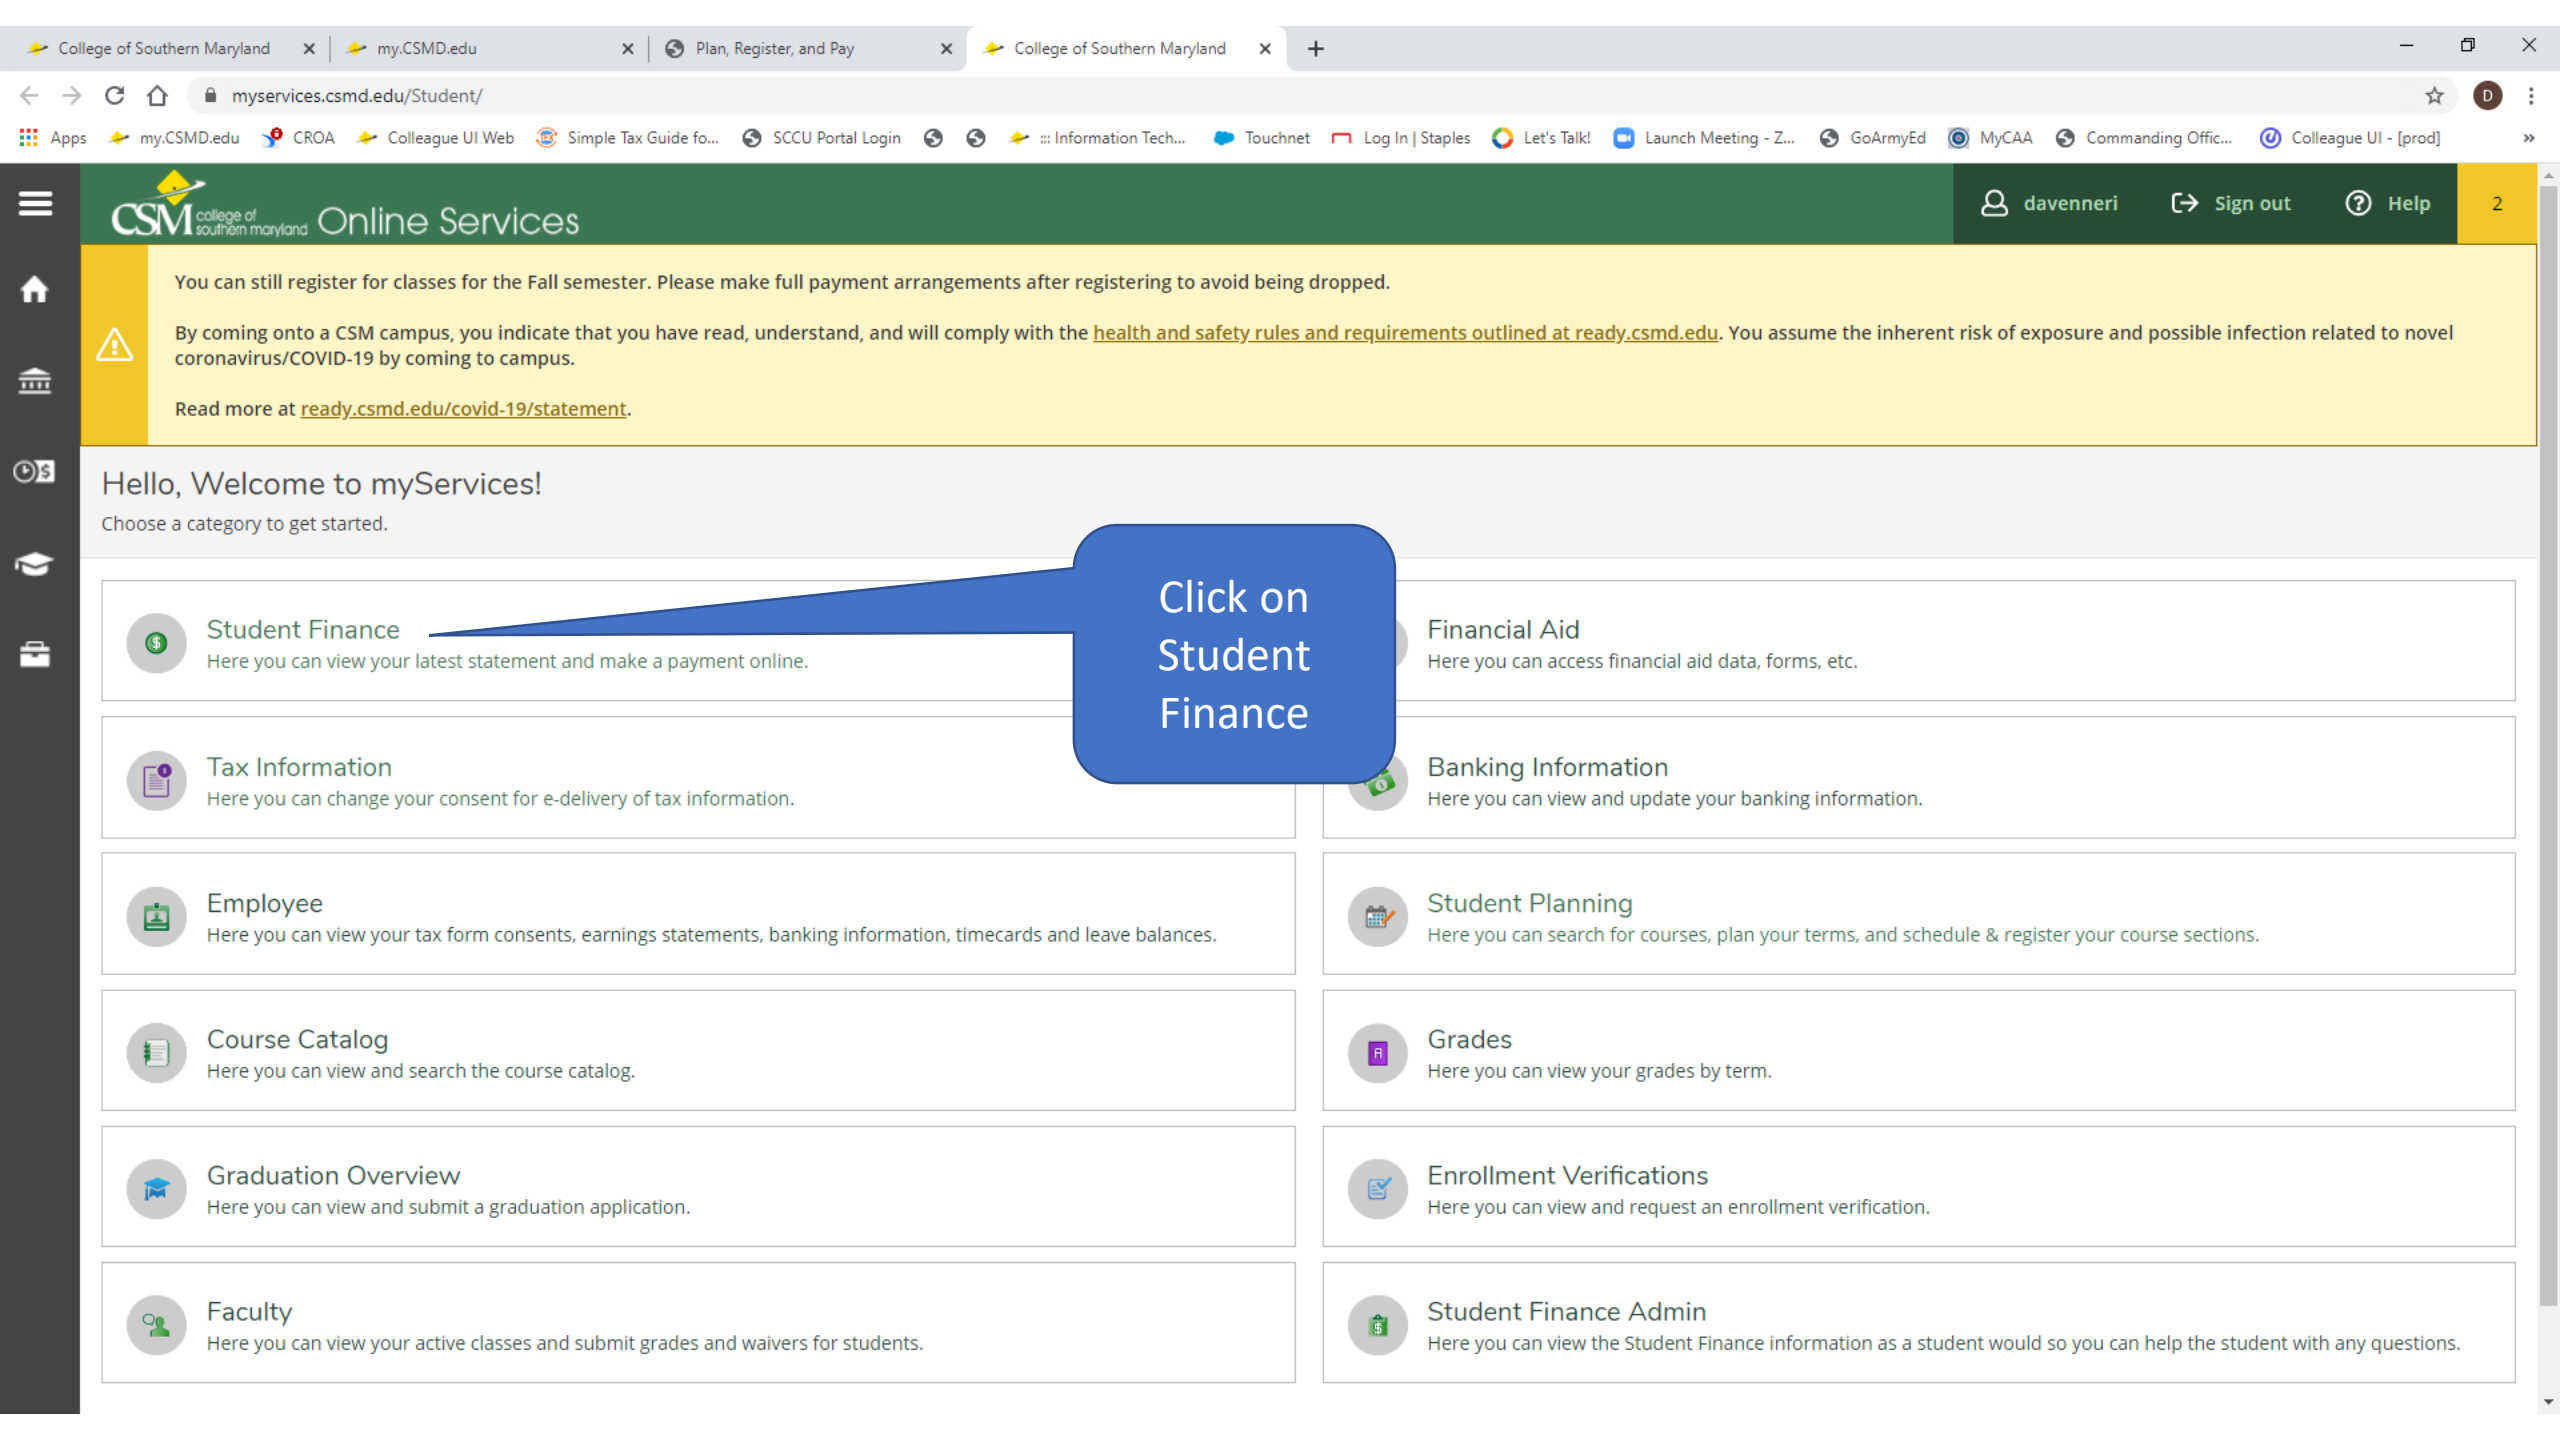 College of Southern Maryland
my.CSMD.edu
Plan, Register, and Pay
College of Southern Maryland
myservices.csmd.edu/Student/
D
Apps
my.CSMD.edu
CROA
Colleague UI Web
Simple Tax Guide fo...
SCCU Portal Login
::: Information Tech...
Touchnet
Log In | Staples
Let's Talk!
Launch Meeting - Z...
GoArmyEd
MyCAA
Commanding Offic...
Colleague UI - [prod]
»
CSM college of southern maryland Online Services
davenneri
Sign out
Help
2
You can still register for classes for the Fall semester. Please make full payment arrangements after registering to avoid being dropped.
By coming onto a CSM campus, you indicate that you have read, understand, and will comply with the health and safety rules and requirements outlined at ready.csmd.edu. You assume the inherent risk of exposure and possible infection related to novel
coronavirus/COVID-19 by coming to campus.
Read more at ready.csmd.edu/covid-19/statement.
Hello, Welcome to myServices!
Choose a category to get started.
Click on
Student
Finance
Student Finance
Here you can view your latest statement and make a payment online.
Financial Aid
Here you can access financial aid data, forms, etc.
Tax Information
Here you can change your consent for e-delivery of tax information.
Banking Information
Here you can view and update your banking information.
Employee
Here you can view your tax form consents, earnings statements, banking information, timecards and leave balances.
Student Planning
Here you can search for courses, plan your terms, and schedule & register your course sections.
Course Catalog
Here you can view and search the course catalog.
Grades
Here you can view your grades by term.
Graduation Overview
Here you can view and submit a graduation application.
Enrollment Verifications
Here you can view and request an enrollment verification.
Faculty
Here you can view your active classes and submit grades and waivers for students.
Student Finance Admin
Here you can view the Student Finance information as a student would so you can help the student with any questions.